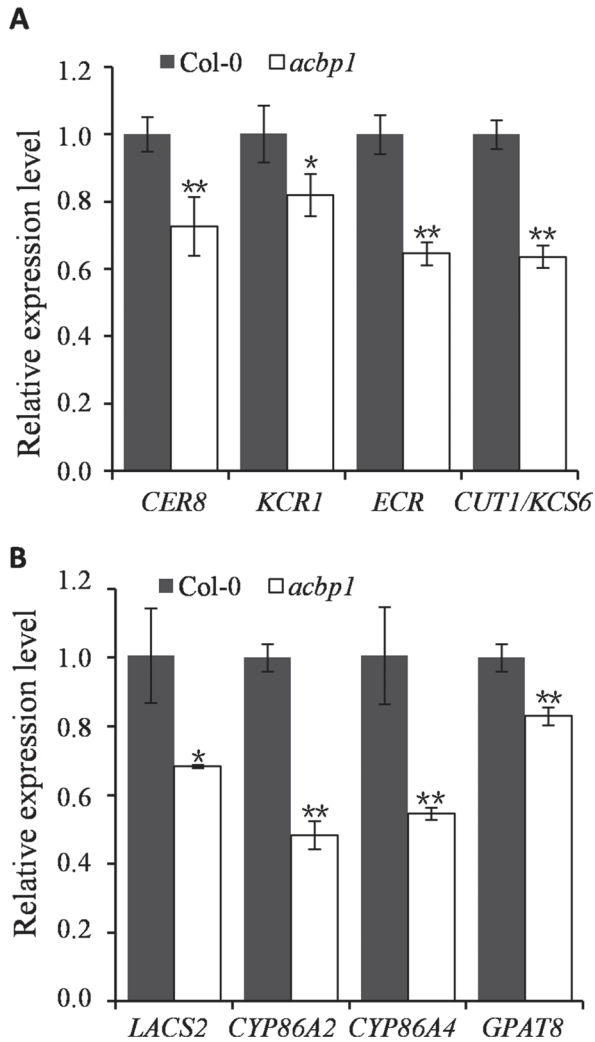 A
Col-0 acbp1
1.2
1.0
0.8
0.6
0.4
0.2
0.0
Relative expression level
** * ** **
CER8 KCR1 ECR CUT1/KCS6
B
Col-0 acbp1
1.2
1.0
0.8
0.6
0.4
0.2
0.0
Relative expression level
* ** ** **
LACS2 CYP86A2 CYP86A4 GPAT8